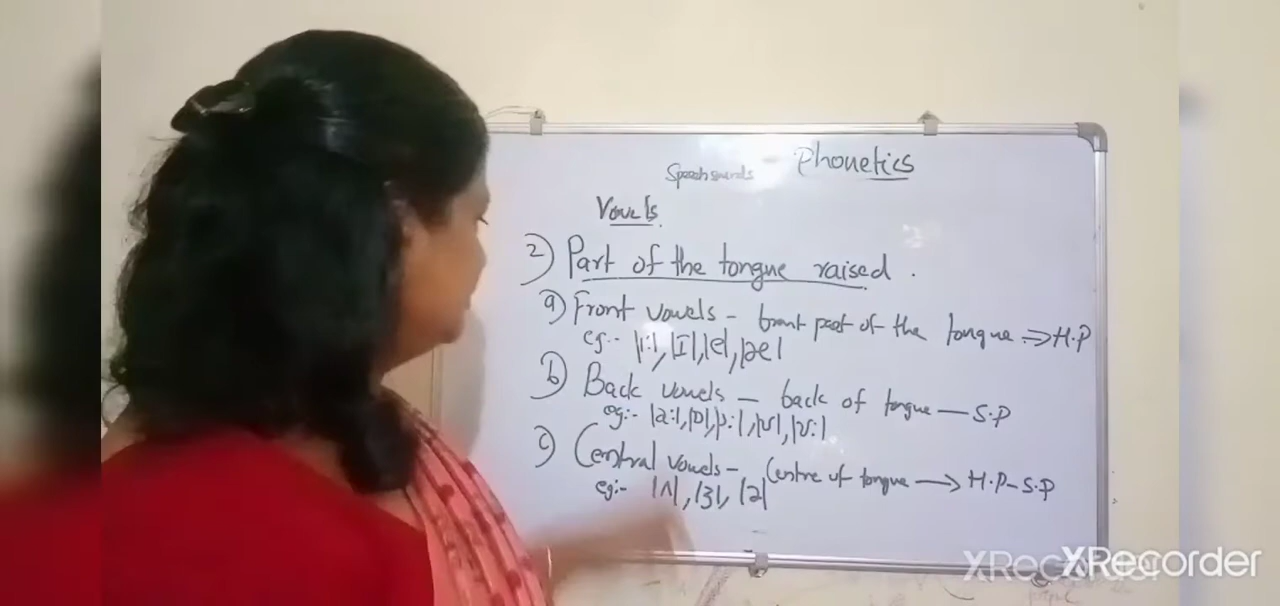 Phonetics
Speech sounds
Vowels.
2) Part of the tongue raised.
a) Front vowels - front part of the tongue ⇒ H.P
eg:- |i:|, |I|, |e|, |æ|
b) Back vowels - back of tongue - S.P
eg:- |a:|, |ɒ|, |ɔ:|, |ʊ|, |ʊ:|
c) Central vowels - Centre of tongue → H.P-S.P
eg:- |ʌ|, |ɜ|, |ə|
XRecorder
XRecorder